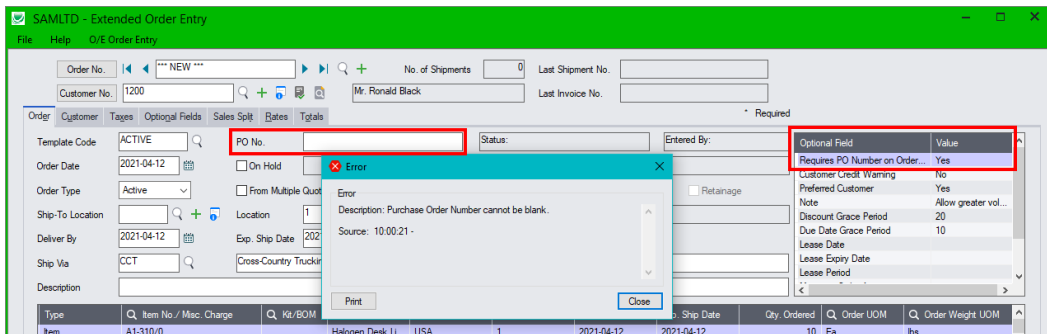 SAMLTD - Extended Order Entry
File Help O/E Order Entry
Order No. *** NEW *** No. of Shipments 0 Last Shipment No.
Customer No. 1200 Mr. Ronald Black Last Invoice No.
Order Customer Taxes Optional Fields Sales Split Rates Totals * Required
Template Code ACTIVE PO No. Status: Entered By: Optional Field Value
Order Date 2021-04-12 On Hold Error Requires PO Number on Order... Yes
Customer Credit Warning No
Order Type Active From Multiple Quot Error Retainage Preferred Customer Yes
Description: Purchase Order Number cannot be blank. Note Allow greater vol...
Ship-To Location Location 1 Discount Grace Period 20
Source: 10:00:21 - Due Date Grace Period 10
Deliver By 2021-04-12 Exp. Ship Date 202 Lease Date
Lease Expiry Date
Ship Via CCT Cross-Country Truckin Lease Period
Description Print Close
Type Item No./ Misc. Charge Kit/BOM Ship Date Qty. Ordered Order UOM Order Weight UOM
Item A1-310/0 Halogen Desk Li... USA 1 2021-04-12 2021-04-12 10 Ea. lbs.